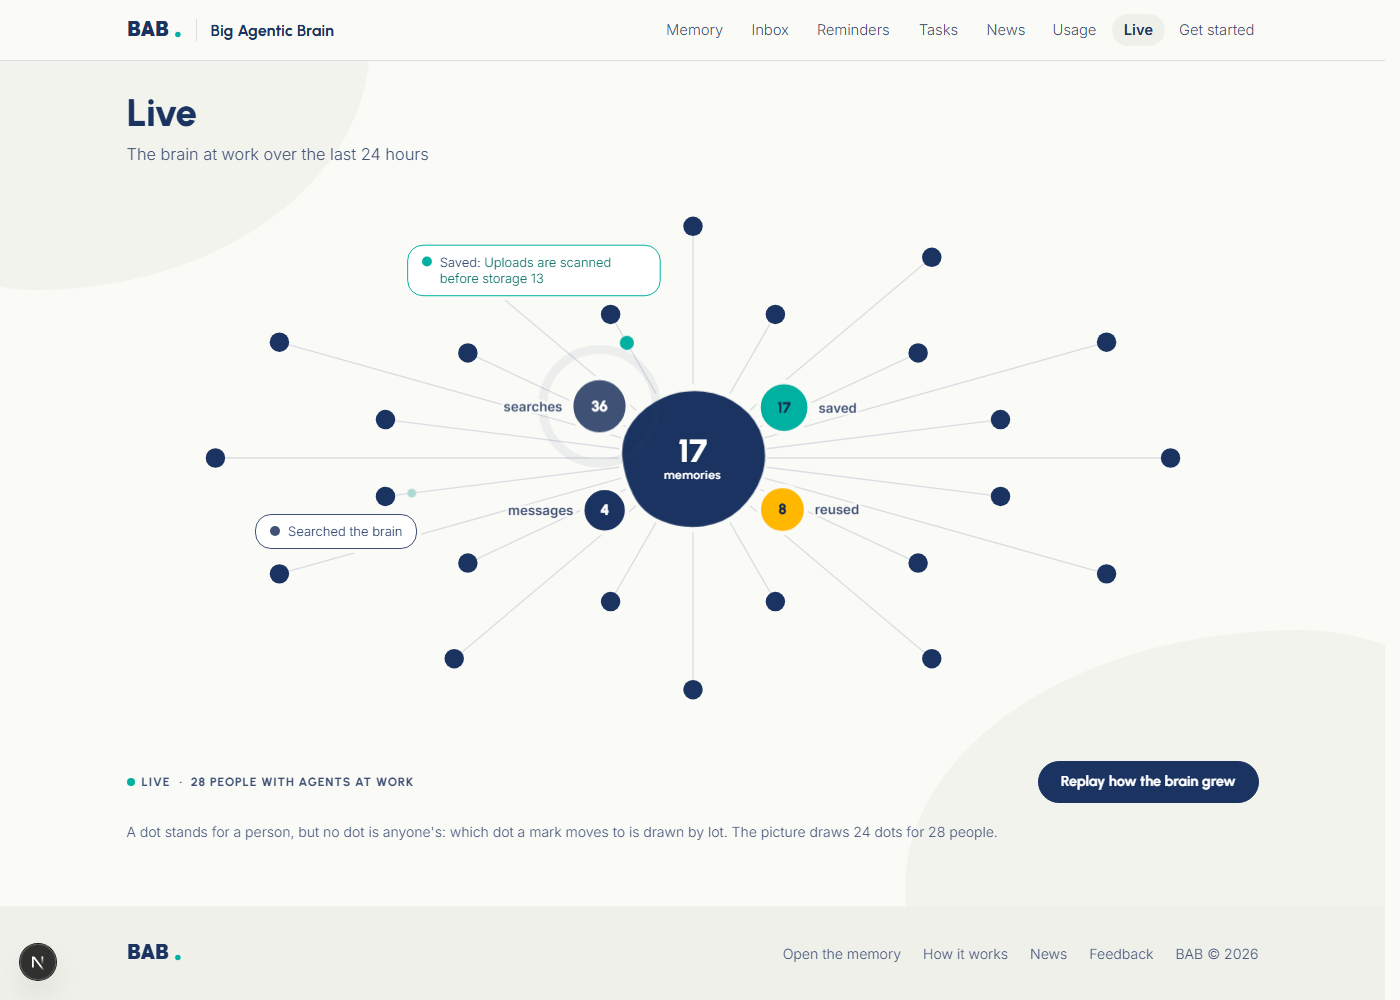 BAB. Big Agentic Brain Memory Inbox Reminders Tasks News Usage Live Get started
Live
The brain at work over the last 24 hours
Saved: Uploads are scanned
before storage 13
searches 36
17 saved
17
memories
messages 4
8 reused
Searched the brain
LIVE · 28 PEOPLE WITH AGENTS AT WORK
Replay how the brain grew
A dot stands for a person, but no dot is anyone's: which dot a mark moves to is drawn by lot. The picture draws 24 dots for 28 people.
BAB. Open the memory How it works News Feedback BAB © 2026
N